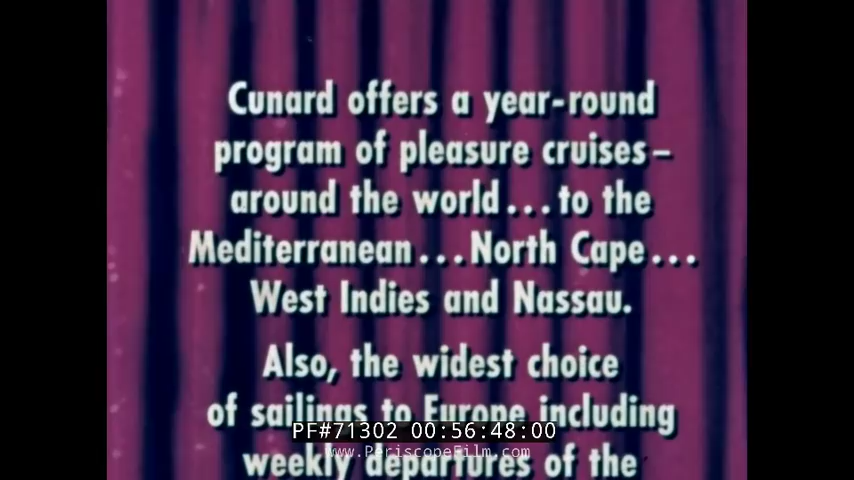 Cunard offers a year-round
program of pleasure cruises–
around the world...to the
Mediterranean...North Cape...
West Indies and Nassau.
Also, the widest choice
of sailings to Europe including
PF#71302 00:56:48:00
www.PeriscopeFilm.com
weekly departures of the